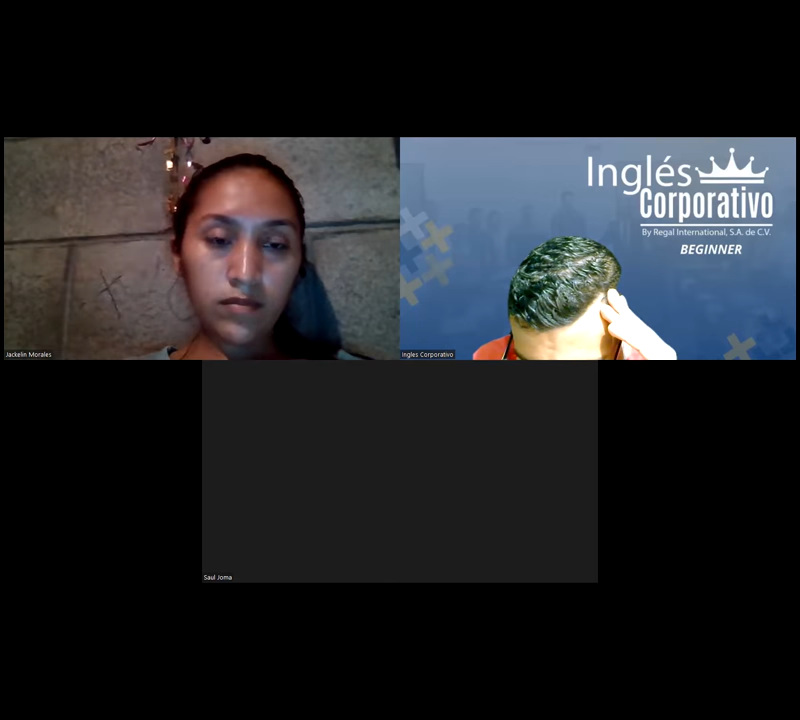 Inglés
Corporativo
By Regal International, S.A. de C.V.
BEGINNER
Jackelin Morales
Ingles Corporativo
Saul Joma